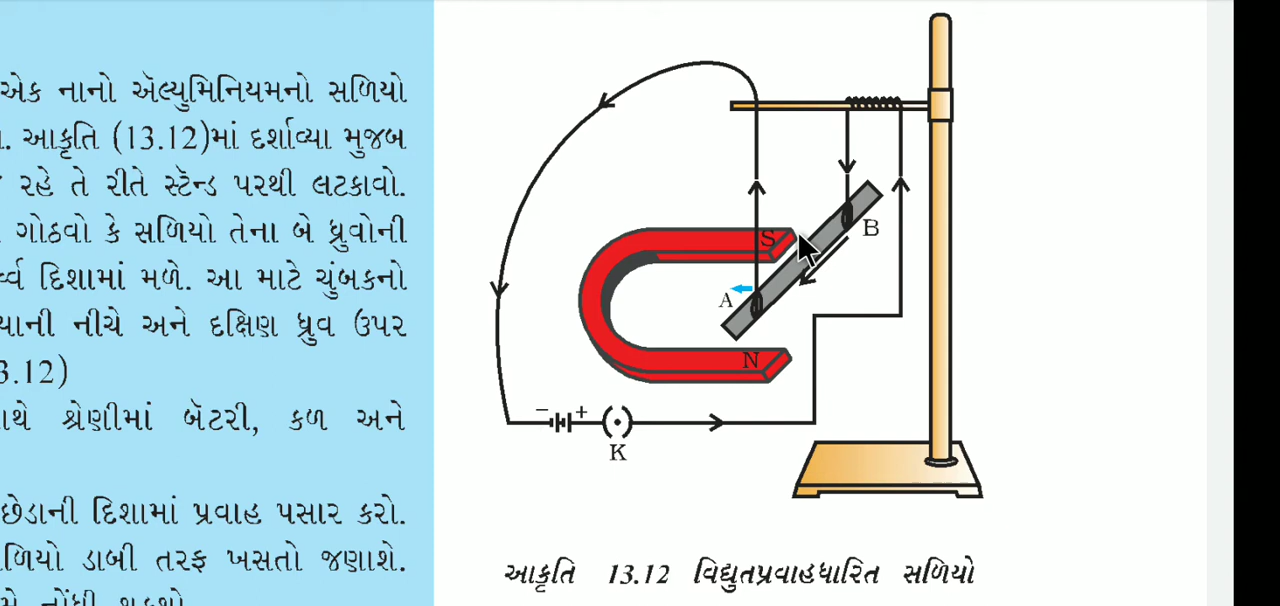 એક નાનો ઍલ્યુમિનિયમનો સળિયો
. આકૃતિ (13.12)માં દર્શાવ્યા મુજબ
રહે તે રીતે સ્ટૅન્ડ પરથી લટકાવો.
ગોઠવો કે સળિયો તેના બે ધ્રુવોની
દિશામાં મળે. આ માટે ચુંબકનો
નીચે અને દક્ષિણ ધ્રુવ ઉપર
3.12)
શ્રેણીમાં બૅટરી, કળ અને
છેડાની દિશામાં પ્રવાહ પસાર કરો.
ડાબી તરફ ખસતો જણાશે.
S
B
A
N
− +
K
આકૃતિ 13.12 વિદ્યુતપ્રવાહધારિત સળિયો